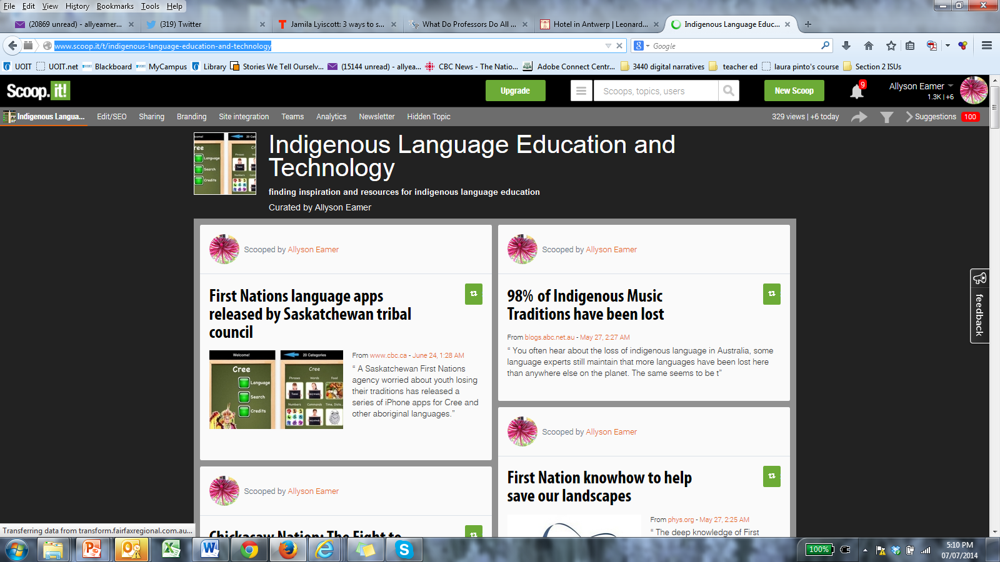 File Edit View History Bookmarks Tools Help
(20869 unread) - allyeamer...
(319) Twitter
Jamila Lyiscott: 3 ways to s...
What Do Professors Do All ...
Hotel in Antwerp | Leonard...
Indigenous Language Educ...
www.scoop.it/t/indigenous-language-education-and-technology
Google
UOIT UOIT.net Blackboard MyCampus Library Stories We Tell Ourselv... (15144 unread) - allyea... CBC News - The Natio... Adobe Connect Centr... 3440 digital narratives teacher ed laura pinto's course Section 2 ISUs
Scoop.it!
Upgrade
Scoops, topics, users
New Scoop
9
Allyson Eamer
1.3K | +6
Indigenous Langua... Edit/SEO Sharing Branding Site integration Teams Analytics Newsletter Hidden Topic 329 views | +6 today Suggestions 100
Indigenous Language Education and
Technology
finding inspiration and resources for indigenous language education
Curated by Allyson Eamer
Scooped by Allyson Eamer
First Nations language apps
released by Saskatchewan tribal
council
Welcome!
Cree
Language
Search
Credits
20 Categories
Cree
Phrases Words Food
Numbers Commands Time, Date...
From www.cbc.ca - June 24, 1:28 AM
“ A Saskatchewan First Nations
agency worried about youth losing
their traditions has released a
series of iPhone apps for Cree and
other aboriginal languages.”
Scooped by Allyson Eamer
Chickasaw Nation: The Fight to
Scooped by Allyson Eamer
98% of Indigenous Music
Traditions have been lost
From blogs.abc.net.au - May 27, 2:27 AM
“ You often hear about the loss of indigenous language in Australia, some
language experts still maintain that more languages have been lost here
than anywhere else on the planet. The same seems to be t”
Scooped by Allyson Eamer
First Nation knowhow to help
save our landscapes
From phys.org - May 27, 2:25 AM
“ The deep knowledge of First
feedback
Transferring data from transform.fairfaxregional.com.au...
100%
5:10 PM
07/07/2014